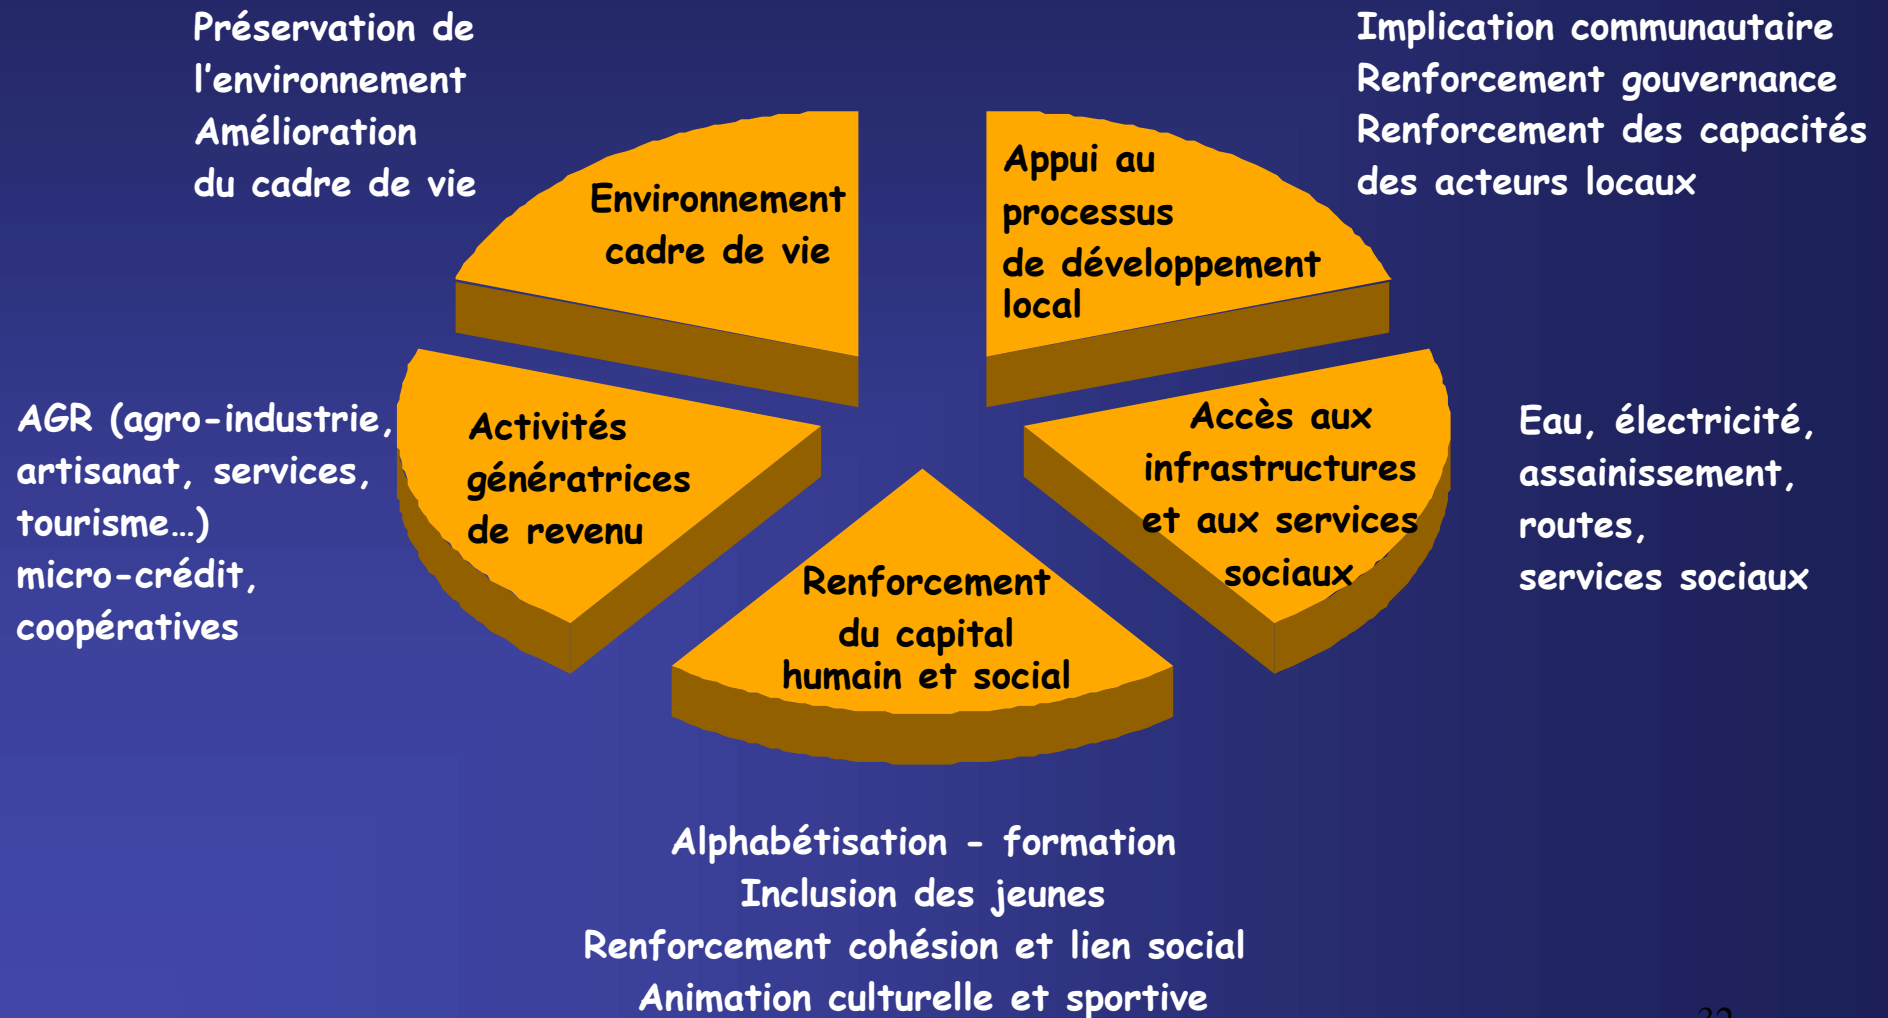 Préservation de
l’environnement
Amélioration
du cadre de vie
Implication communautaire
Renforcement gouvernance
Renforcement des capacités
des acteurs locaux
Environnement
cadre de vie
Appui au
processus
de développement
local
AGR (agro-industrie,
artisanat, services,
tourisme…)
micro-crédit,
coopératives
Activités
génératrices
de revenu
Accès aux
infrastructures
et aux services
sociaux
Eau, électricité,
assainissement,
routes,
services sociaux
Renforcement
du capital
humain et social
Alphabétisation - formation
Inclusion des jeunes
Renforcement cohésion et lien social
Animation culturelle et sportive
32